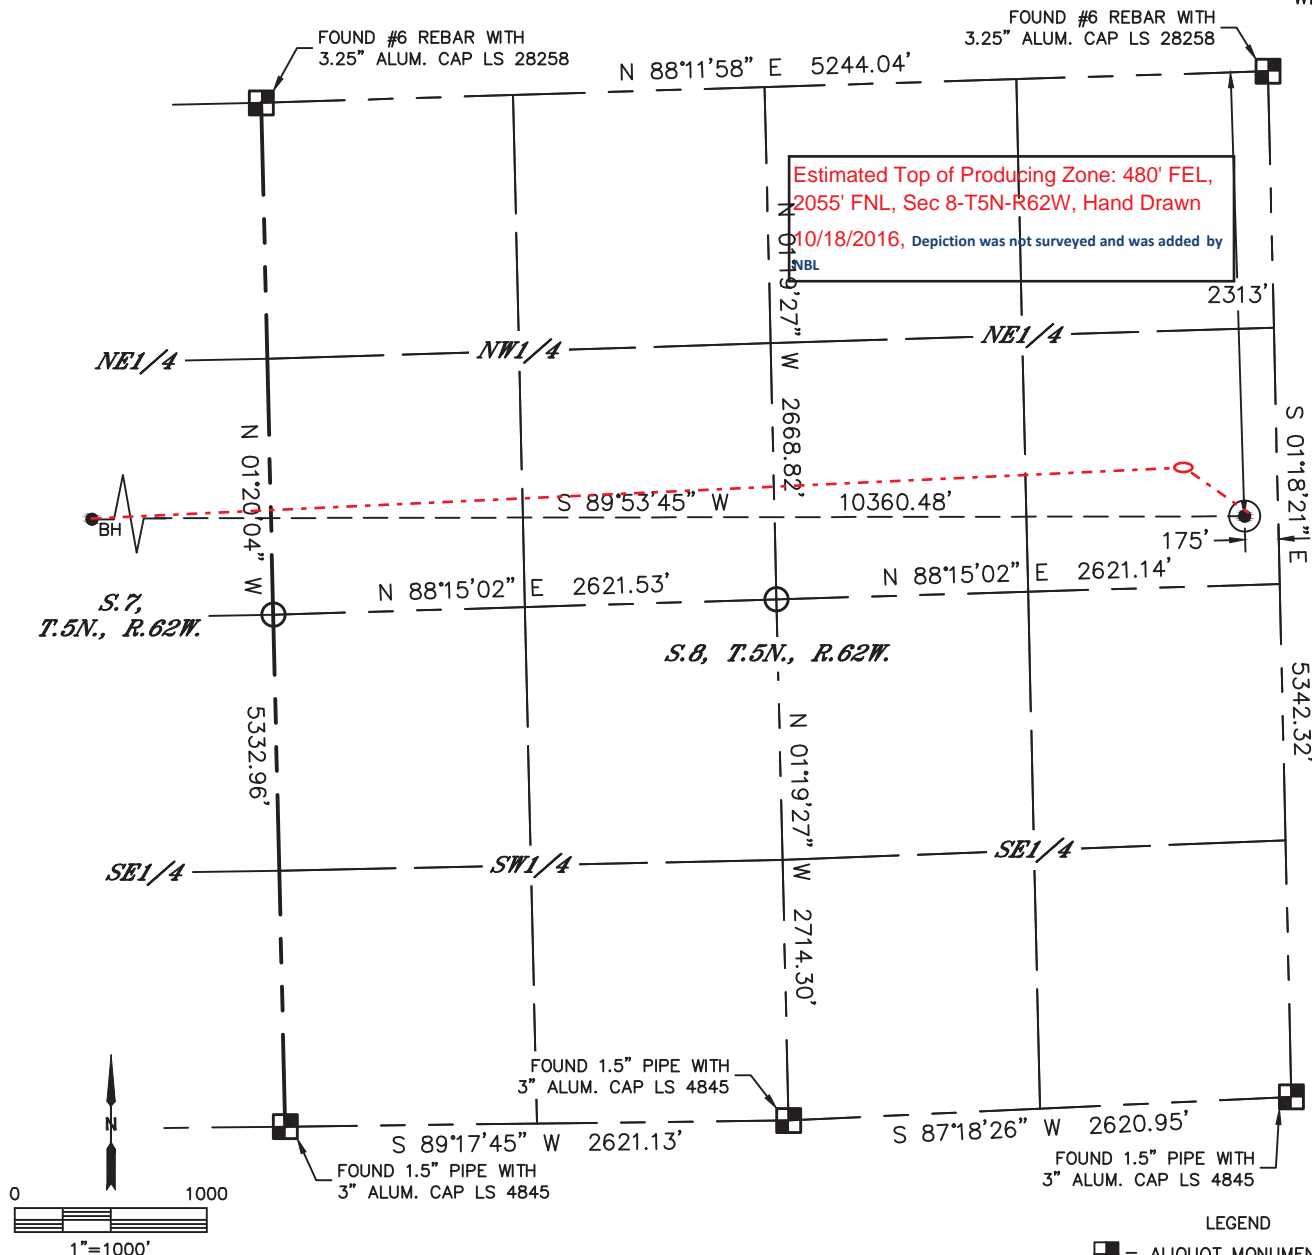 FOUND #6 REBAR WITH
3.25" ALUM. CAP LS 28258
N 88°11'58" E 5244.04'
FOUND #6 REBAR WITH
3.25" ALUM. CAP LS 28258
Estimated Top of Producing Zone: 480' FEL,
2055' FNL, Sec 8-T5N-R62W, Hand Drawn
10/18/2016, Depiction was not surveyed and was added by
NBL
2313'
NE1/4
NW1/4
NE1/4
N 01°19'27" W 2668.82'
N 01°20'04" W 5332.96'
S 01°18'21" E 5342.32'
BH
S 89°53'45" W 10360.48'
175'
N 88°15'02" E 2621.53'
N 88°15'02" E 2621.14'
S.7,
T.5N., R.62W.
S.8, T.5N., R.62W.
N 01°19'27" W 2714.30'
SE1/4
SW1/4
SE1/4
FOUND 1.5" PIPE WITH
3" ALUM. CAP LS 4845
N
S 89°17'45" W 2621.13'
S 87°18'26" W 2620.95'
FOUND 1.5" PIPE WITH
3" ALUM. CAP LS 4845
FOUND 1.5" PIPE WITH
3" ALUM. CAP LS 4845
0 1000
1"=1000'
LEGEND
= ALIQUOT MONUMEN